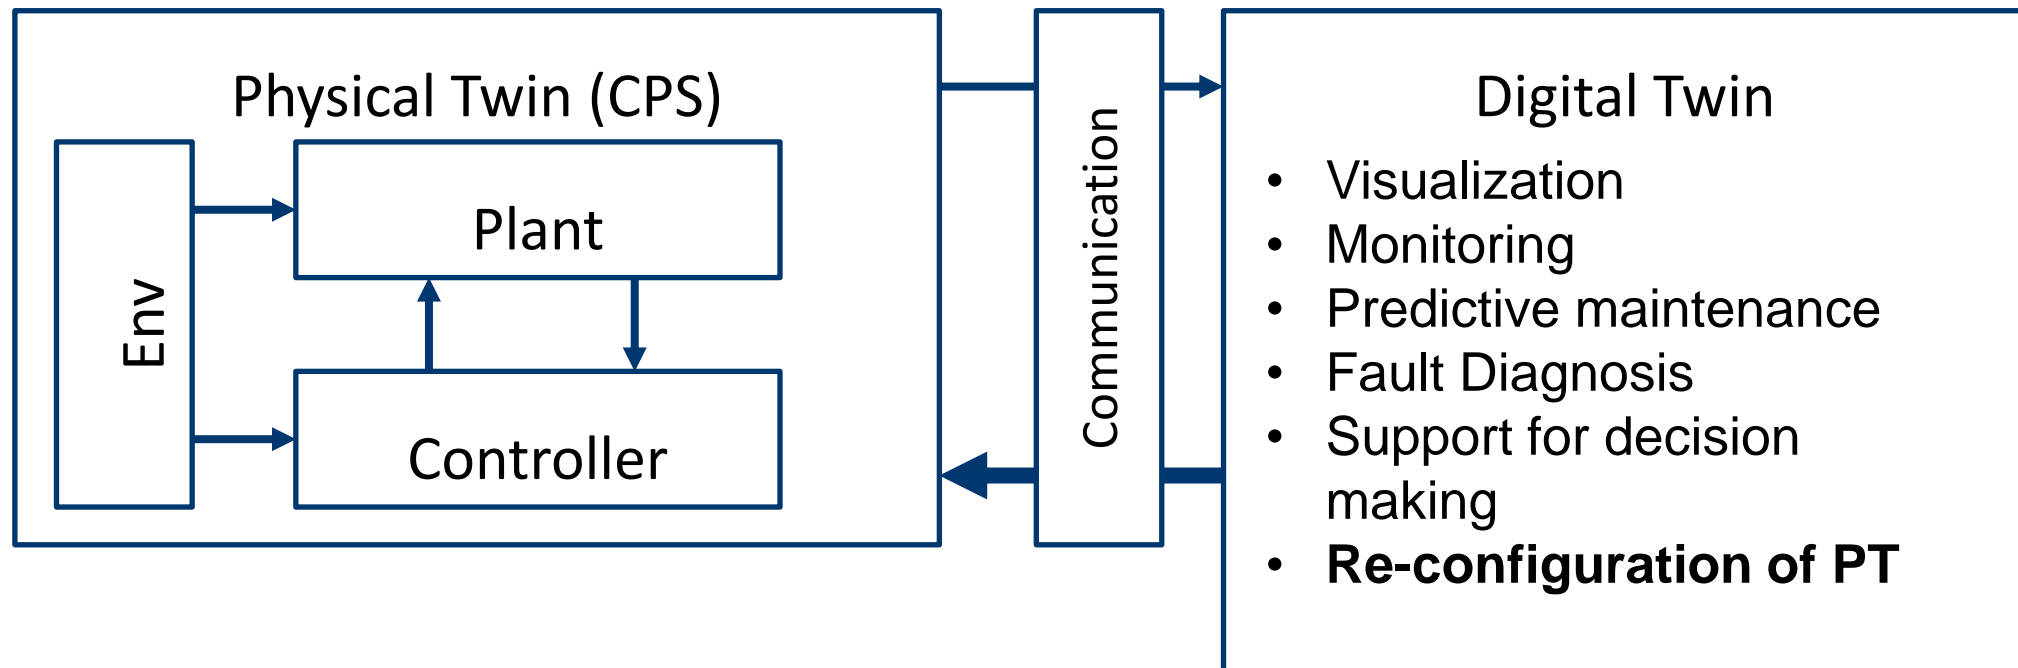 Physical Twin (CPS)
Env
Plant
Controller
Communication
Digital Twin
• Visualization
• Monitoring
• Predictive maintenance
• Fault Diagnosis
• Support for decision
making
• Re-configuration of PT